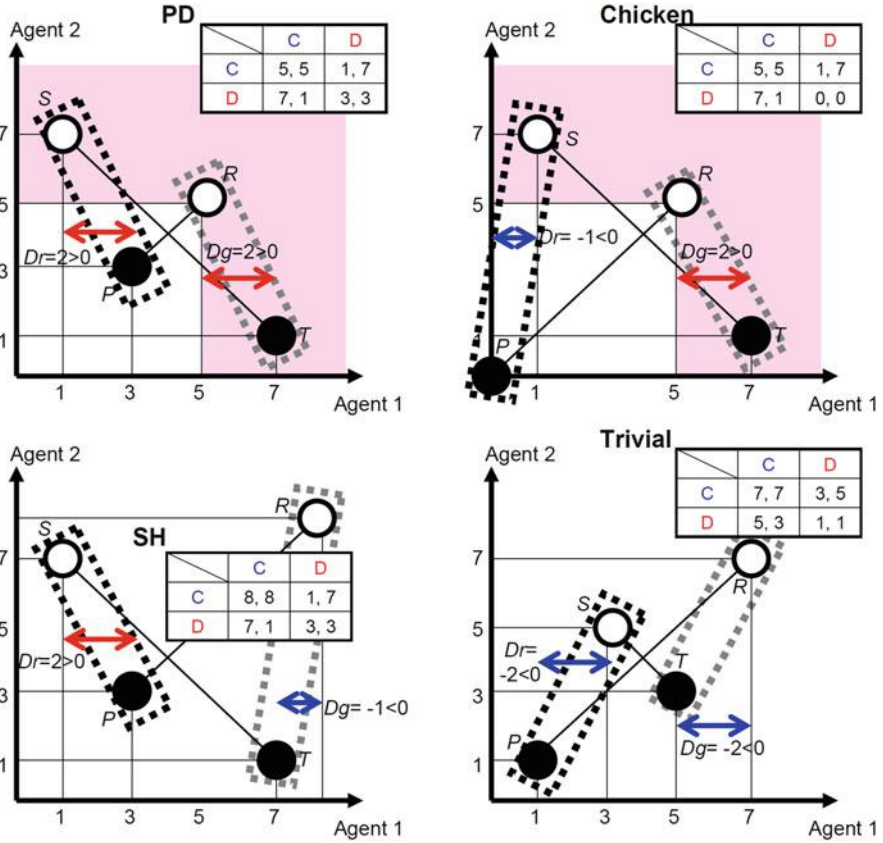 PD
Agent 2
C D
C 5, 5 1, 7
D 7, 1 3, 3
S
7
R
5
Dr=2>0
Dg=2>0
3
P
1
T
1 3 5 7
Agent 1
Chicken
Agent 2
C D
C 5, 5 1, 7
D 7, 1 0, 0
7
S
R
5
Dr= -1<0
Dg=2>0
3
1
P
T
1 5 7
Agent 1
Agent 2
R
S
SH
7
C D
C 8, 8 1, 7
D 7, 1 3, 3
5
Dr=2>0
3
P
Dg= -1<0
1
T
1 3 5 7
Agent 1
Trivial
Agent 2
C D
C 7, 7 3, 5
D 5, 3 1, 1
7
R
S
5
Dr=
-2<0
T
3
P
Dg= -2<0
1
1 3 5 7
Agent 1